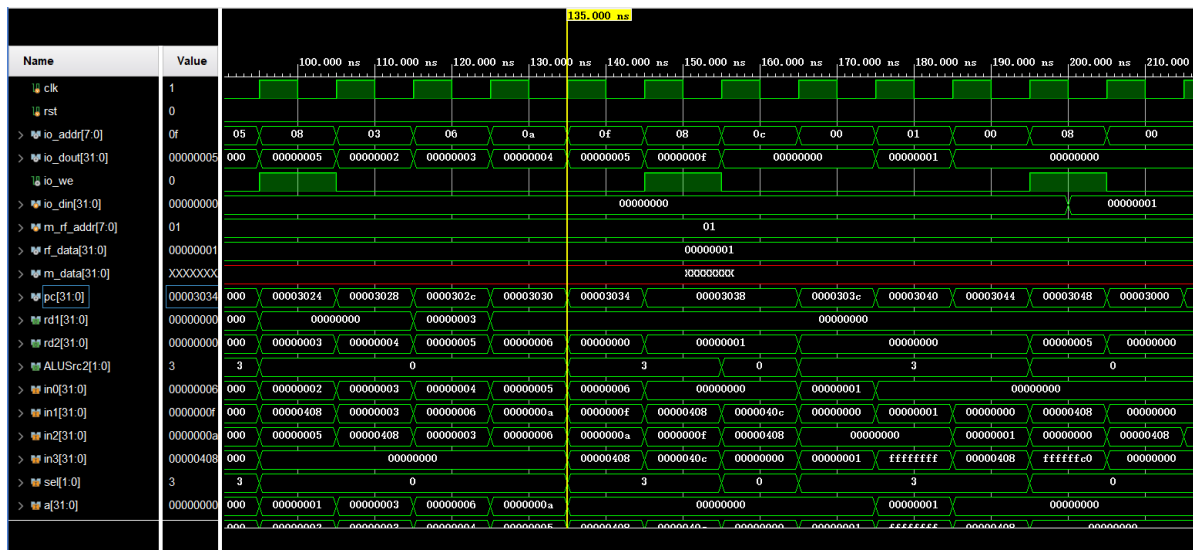 135.000 ns
Name Value 100.000 ns 110.000 ns 120.000 ns 130.000 140.000 ns 150.000 ns 160.000 ns 170.000 ns 180.000 ns 190.000 ns 200.000 ns 210.000
clk 1
rst 0
io_addr[7:0] 0f 05 08 03 06 0a 0f 08 0c 00 01 00 08 00
io_dout[31:0] 00000005 000 00000005 00000002 00000003 00000004 00000005 0000000f 00000000 00000001 00000000
io_we 0
io_din[31:0] 00000000 00000000 00000001
m_rf_addr[7:0] 01 01
rf_data[31:0] 00000001 00000001
m_data[31:0] XXXXXXXX XXXXXXXX
pc[31:0] 00003034 000 00003024 00003028 0000302c 00003030 00003034 00003038 0000303c 00003040 00003044 00003048 00003000
rd1[31:0] 00000000 000 00000000 00000003 00000000
rd2[31:0] 00000000 000 00000003 00000004 00000005 00000006 00000000 00000001 00000000 00000005 00000000
ALUSrc2[1:0] 3 3 0 3 0 3 0
in0[31:0] 00000006 000 00000002 00000003 00000004 00000005 00000006 00000000 00000001 00000000
in1[31:0] 0000000f 000 00000408 00000003 00000006 0000000a 0000000f 00000408 0000040c 00000000 00000001 00000000 00000408 00000000
in2[31:0] 0000000a 000 00000005 00000408 00000003 00000006 0000000a 0000000f 00000408 00000000 00000001 00000000 00000408
in3[31:0] 00000408 000 00000000 00000408 0000040c 00000000 00000001 ffffffff 00000408 ffffffc0 00000000
sel[1:0] 3 3 0 3 0 3 0
a[31:0] 00000000 000 00000001 00000003 00000006 0000000a 00000000 00000001 00000000